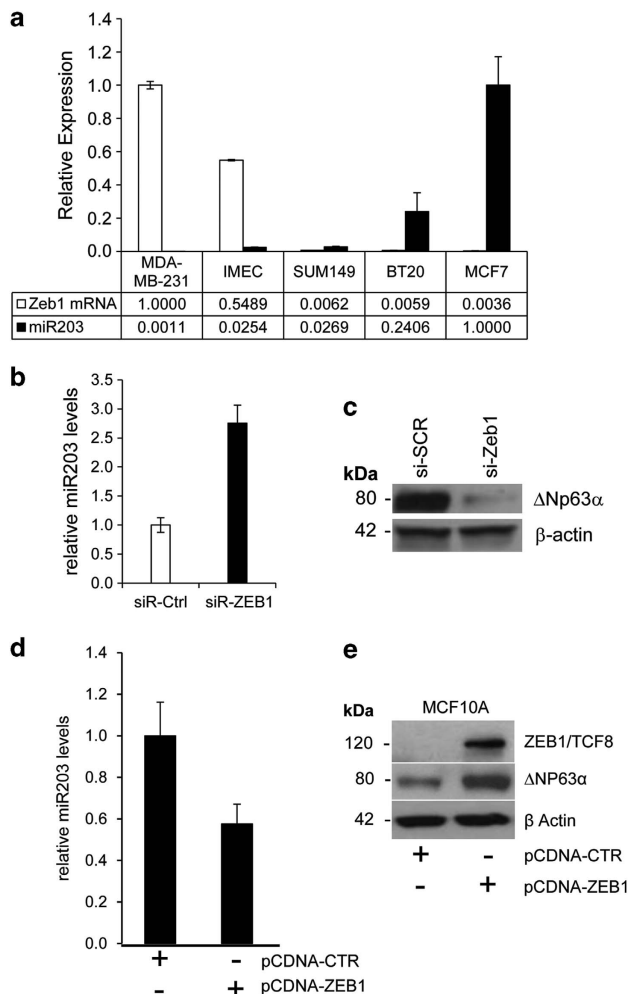 a
Relative Expression
1.4
1.2
1.0
0.8
0.6
0.4
0.2
0.0
MDA-MB-231 IMEC SUM149 BT20 MCF7
Zeb1 mRNA 1.0000 0.5489 0.0062 0.0059 0.0036
miR203 0.0011 0.0254 0.0269 0.2406 1.0000
b
relative miR203 levels
3.5
3.0
2.5
2.0
1.5
1.0
0.5
0.0
siR-Ctrl siR-ZEB1
c
si-SCR si-Zeb1
kDa
80 - ΔNp63α
42 - β-actin
d
relative miR203 levels
1.4
1.2
1.0
0.8
0.6
0.4
0.2
0.0
+ - pCDNA-CTR
- + pCDNA-ZEB1
e
kDa MCF10A
120 - ZEB1/TCF8
80 - ΔNP63α
42 - β Actin
+ - pCDNA-CTR
- + pCDNA-ZEB1